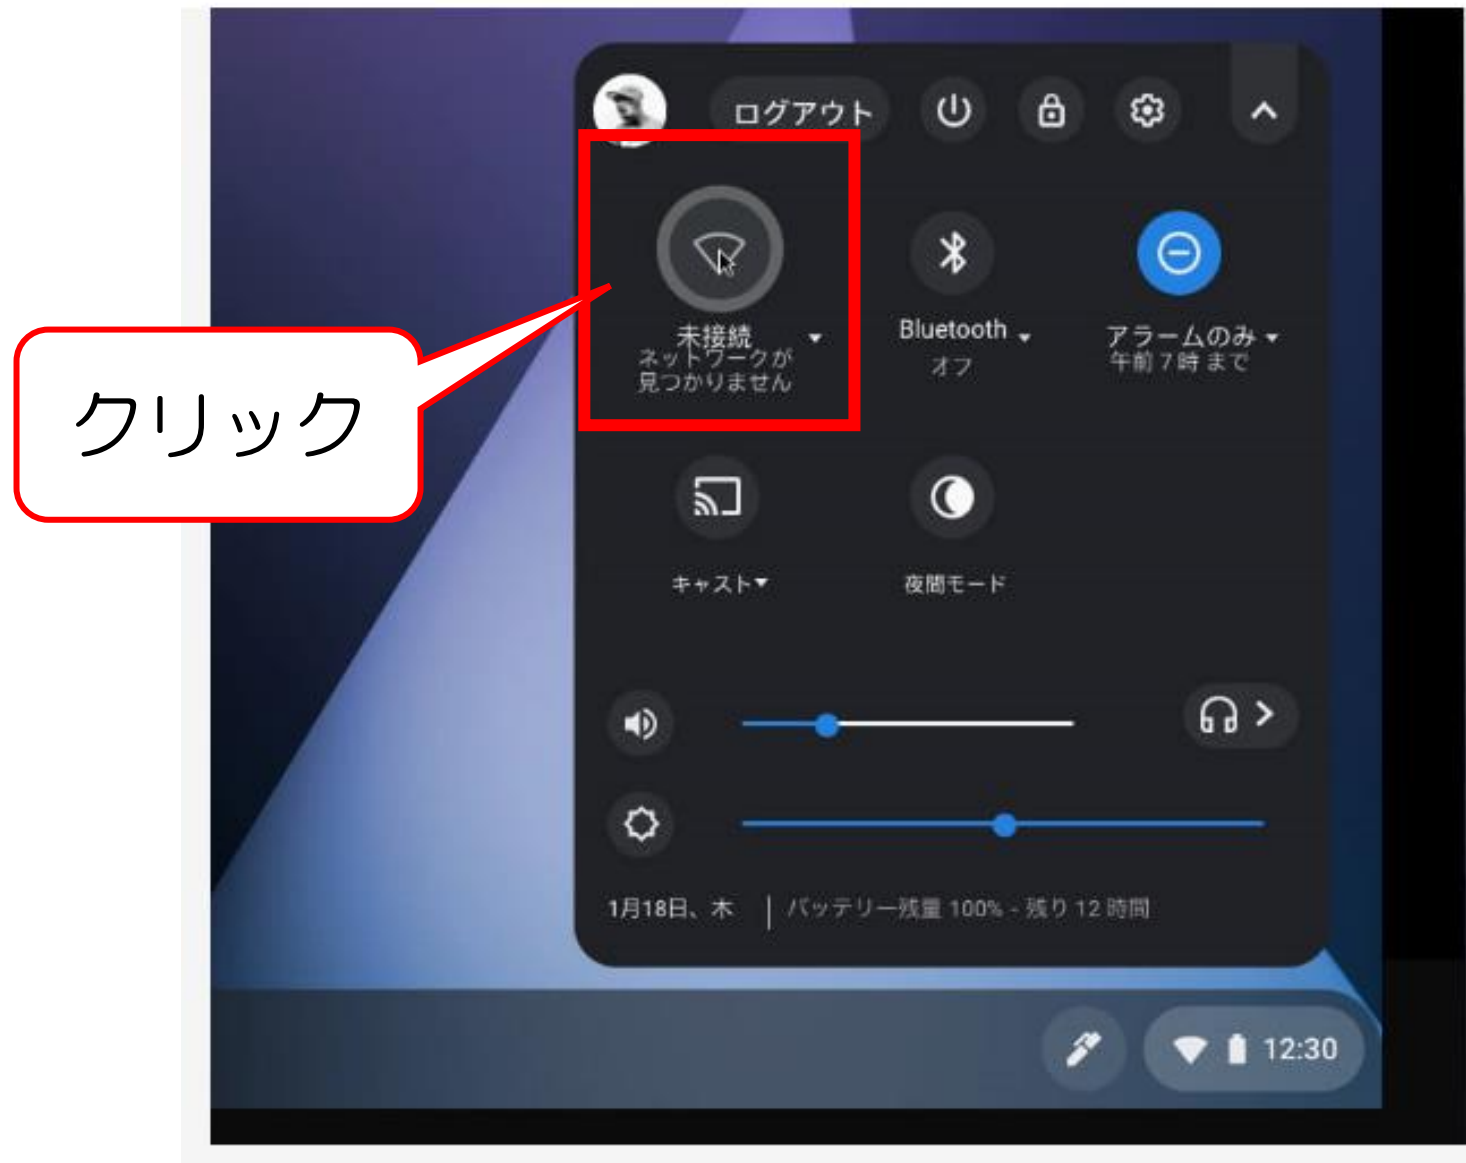 ログアウト
未接続
ネットワークが
見つかりません
Bluetooth
オフ
アラームのみ
午前 7 時 まで
クリック
キャスト
夜間モード
1月18日、木 | バッテリー残量 100% - 残り 12 時間
12:30